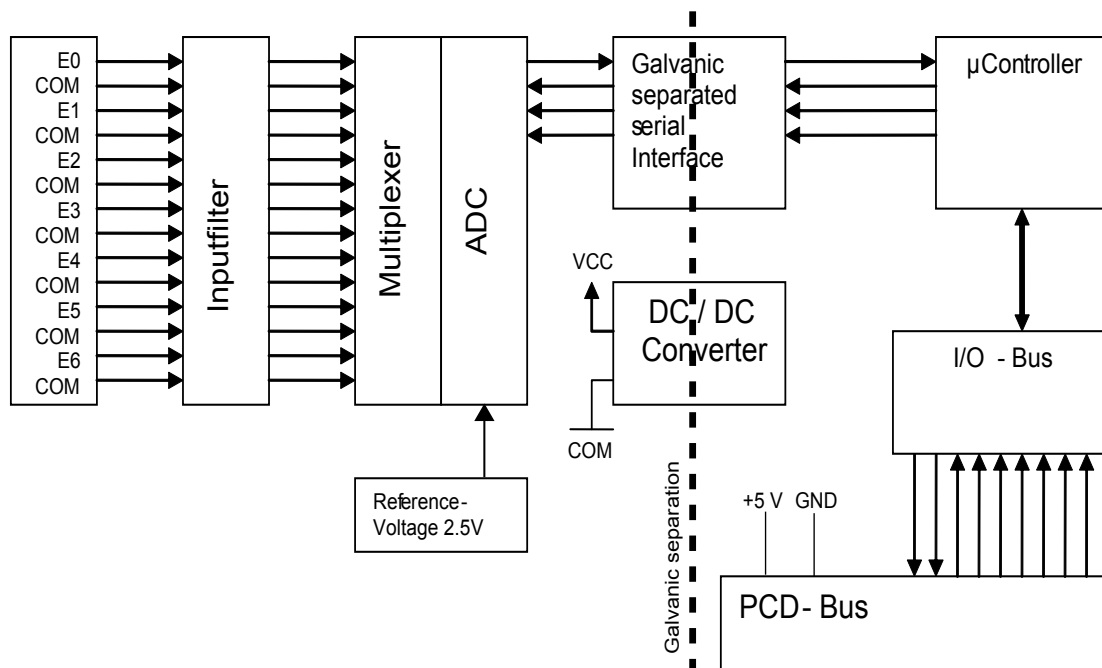 E0
COM
E1
COM
E2
COM
E3
COM
E4
COM
E5
COM
E6
COM
Inputfilter
Multiplexer
ADC
Reference-
Voltage 2.5V
Galvanic
separated
serial
Interface
VCC
DC / DC
Converter
COM
Galvanic separation
µController
I/O - Bus
+5 V GND
PCD- Bus